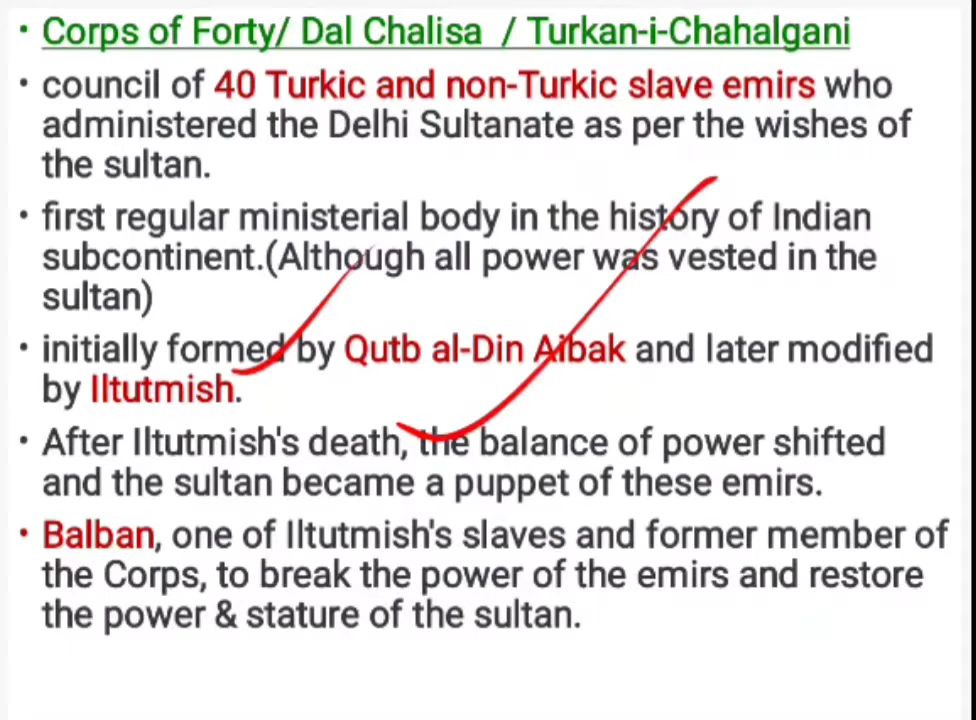 • Corps of Forty/ Dal Chalisa / Turkan-i-Chahalgani
• council of 40 Turkic and non-Turkic slave emirs who
administered the Delhi Sultanate as per the wishes of
the sultan.
• first regular ministerial body in the history of Indian
subcontinent.(Although all power was vested in the
sultan)
• initially formed by Qutb al-Din Aibak and later modified
by Iltutmish.
• After Iltutmish's death, the balance of power shifted
and the sultan became a puppet of these emirs.
• Balban, one of Iltutmish's slaves and former member of
the Corps, to break the power of the emirs and restore
the power & stature of the sultan.